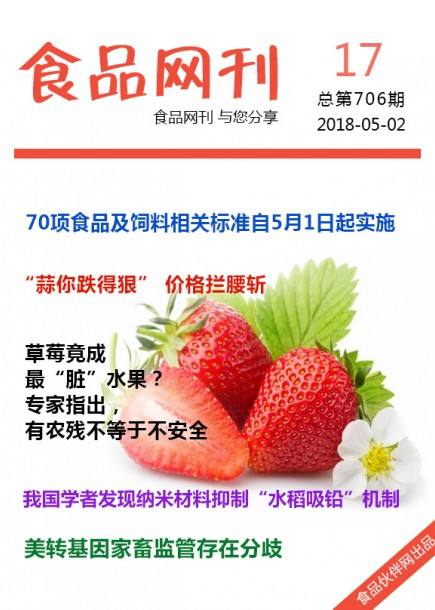 食品网刊
17
总第706期
食品网刊 与您分享
2018-05-02
70项食品及饲料相关标准自5月1日起实施
“蒜你跌得狠” 价格拦腰斩
草莓竟成
最“脏”水果？
专家指出，
有农残不等于不安全
我国学者发现纳米材料抑制“水稻吸铅”机制
美转基因家畜监管存在分歧
食品伙伴网出品